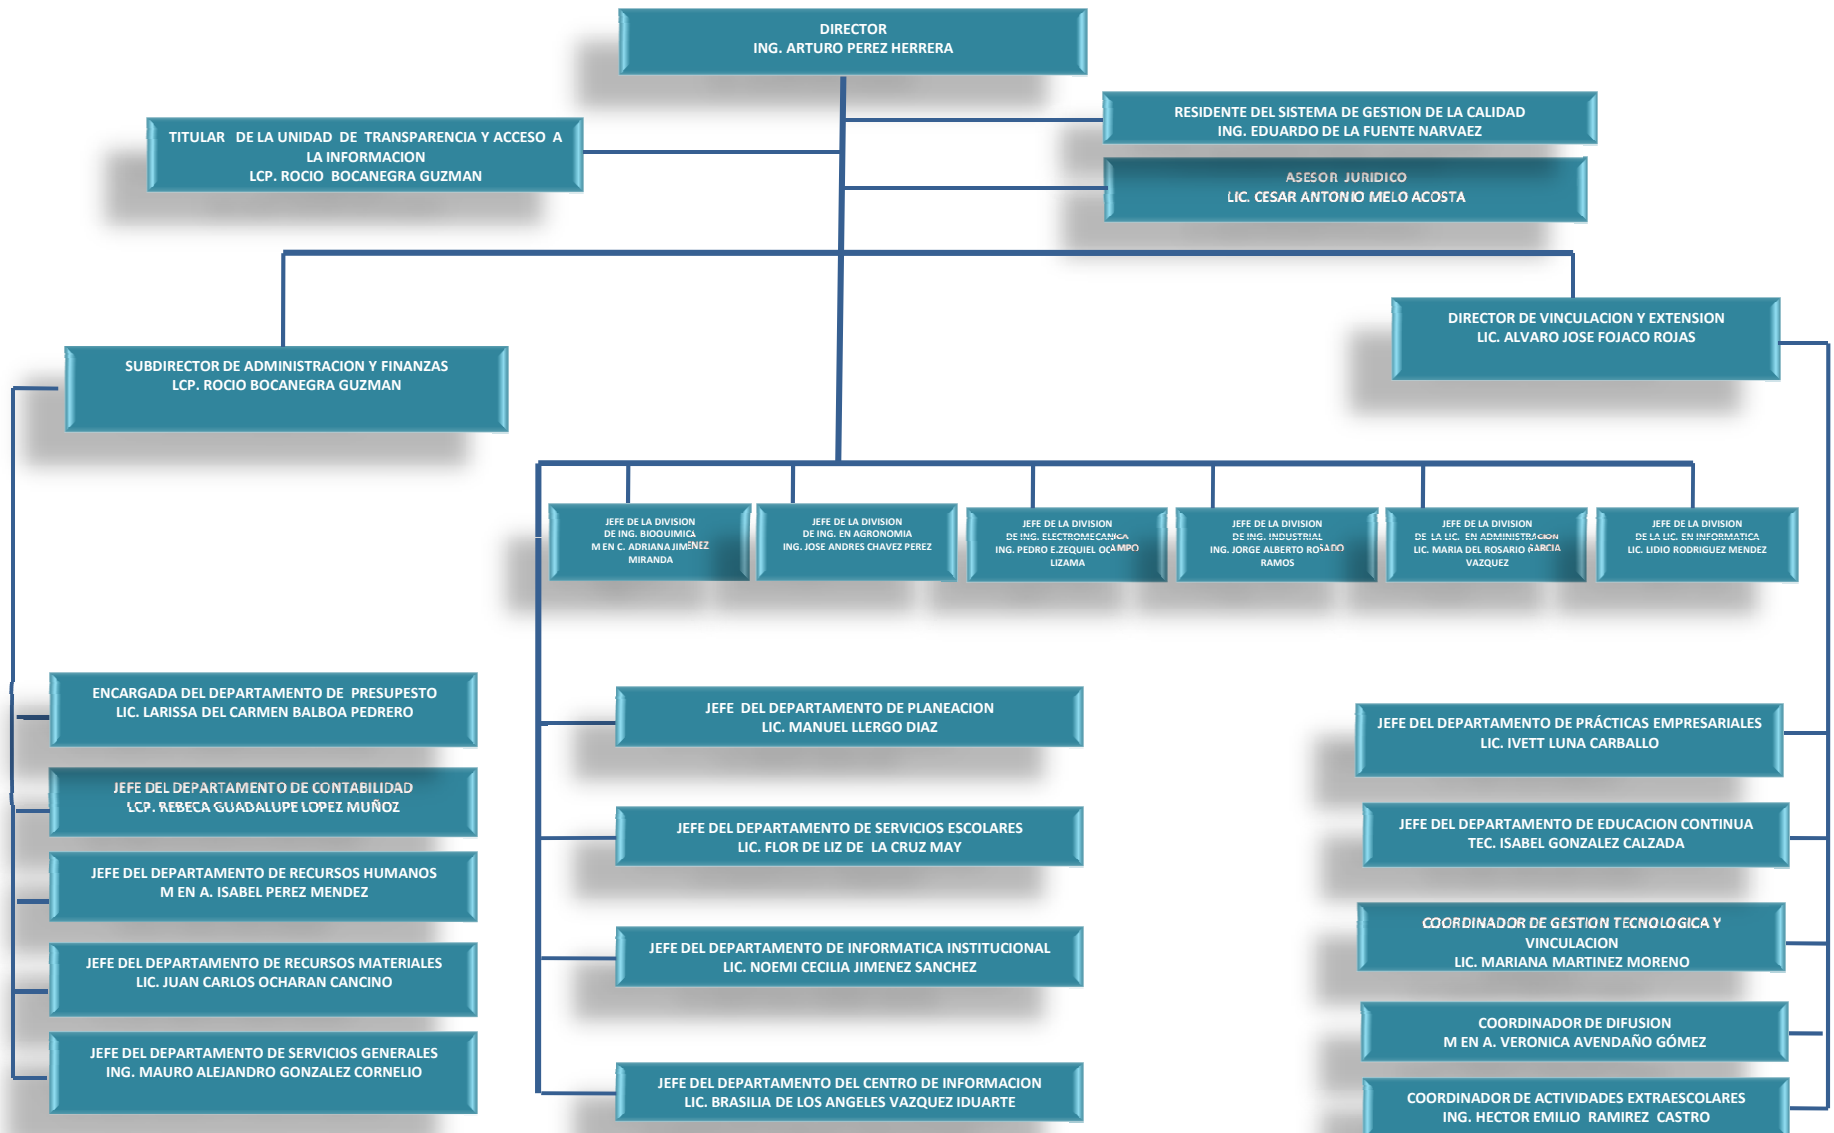 DIRECTOR
ING. ARTURO PEREZ HERRERA
RESIDENTE DEL SISTEMA DE GESTION DE LA CALIDAD
ING. EDUARDO DE LA FUENTE NARVAEZ
TITULAR DE LA UNIDAD DE TRANSPARENCIA Y ACCESO A
LA INFORMACION
LCP. ROCIO BOCANEGRA GUZMAN
ASESOR JURIDICO
LIC. CESAR ANTONIO MELO ACOSTA
DIRECTOR DE VINCULACION Y EXTENSION
LIC. ALVARO JOSE FOJACO ROJAS
SUBDIRECTOR DE ADMINISTRACION Y FINANZAS
LCP. ROCIO BOCANEGRA GUZMAN
JEFE DE LA DIVISION
DE ING. BIOQUIMICA
M EN C. ADRIANA JIMENEZ
MIRANDA
JEFE DE LA DIVISION
DE ING. EN AGRONOMIA
ING. JOSE ANDRES CHAVEZ PEREZ
JEFE DE LA DIVISION
DE ING. ELECTROMECANICA
ING. PEDRO E.ZEQUIEL OCAMPO
LIZAMA
JEFE DE LA DIVISION
DE ING. INDUSTRIAL
ING. JORGE ALBERTO ROSADO
RAMOS
JEFE DE LA DIVISION
DE LA LIC. EN ADMINISTRACION
LIC. MARIA DEL ROSARIO GARCIA
VAZQUEZ
JEFE DE LA DIVISION
DE LA LIC. EN INFORMATICA
LIC. LIDIO RODRIGUEZ MENDEZ
ENCARGADA DEL DEPARTAMENTO DE PRESUPESTO
LIC. LARISSA DEL CARMEN BALBOA PEDRERO
JEFE DEL DEPARTAMENTO DE CONTABILIDAD
LCP. REBECA GUADALUPE LOPEZ MUÑOZ
JEFE DEL DEPARTAMENTO DE RECURSOS HUMANOS
M EN A. ISABEL PEREZ MENDEZ
JEFE DEL DEPARTAMENTO DE RECURSOS MATERIALES
LIC. JUAN CARLOS OCHARAN CANCINO
JEFE DEL DEPARTAMENTO DE SERVICIOS GENERALES
ING. MAURO ALEJANDRO GONZALEZ CORNELIO
JEFE DEL DEPARTAMENTO DE PLANEACION
LIC. MANUEL LLERGO DIAZ
JEFE DEL DEPARTAMENTO DE SERVICIOS ESCOLARES
LIC. FLOR DE LIZ DE LA CRUZ MAY
JEFE DEL DEPARTAMENTO DE INFORMATICA INSTITUCIONAL
LIC. NOEMI CECILIA JIMENEZ SANCHEZ
JEFE DEL DEPARTAMENTO DEL CENTRO DE INFORMACION
LIC. BRASILIA DE LOS ANGELES VAZQUEZ IDUARTE
JEFE DEL DEPARTAMENTO DE PRÁCTICAS EMPRESARIALES
LIC. IVETT LUNA CARBALLO
JEFE DEL DEPARTAMENTO DE EDUCACION CONTINUA
TEC. ISABEL GONZALEZ CALZADA
COORDINADOR DE GESTION TECNOLOGICA Y
VINCULACION
LIC. MARIANA MARTINEZ MORENO
COORDINADOR DE DIFUSION
M EN A. VERONICA AVENDAÑO GÓMEZ
COORDINADOR DE ACTIVIDADES EXTRAESCOLARES
ING. HECTOR EMILIO RAMIREZ CASTRO